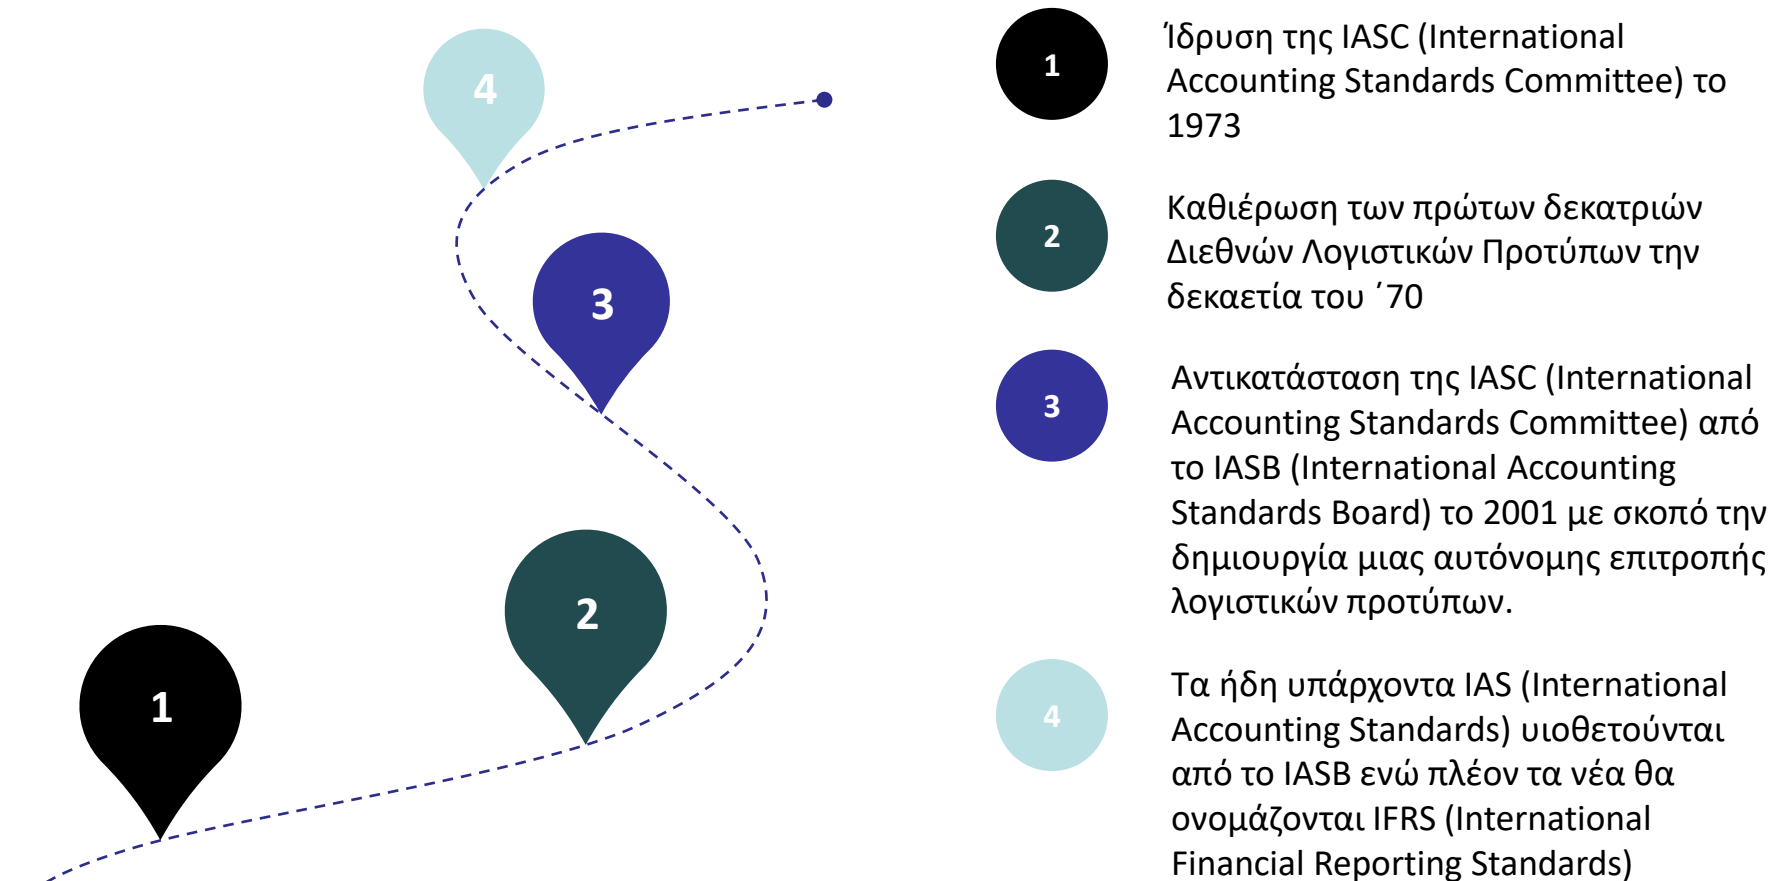 4
3
2
1
1
Ίδρυση της IASC (International
Accounting Standards Committee) το
1973
2
Καθιέρωση των πρώτων δεκατριών
Διεθνών Λογιστικών Προτύπων την
δεκαετία του ΄70
3
Αντικατάσταση της IASC (International
Accounting Standards Committee) από
το IASB (International Accounting
Standards Board) το 2001 με σκοπό την
δημιουργία μιας αυτόνομης επιτροπής
λογιστικών προτύπων.
4
Τα ήδη υπάρχοντα IAS (International
Accounting Standards) υιοθετούνται
από το IASB ενώ πλέον τα νέα θα
ονομάζονται IFRS (International
Financial Reporting Standards)